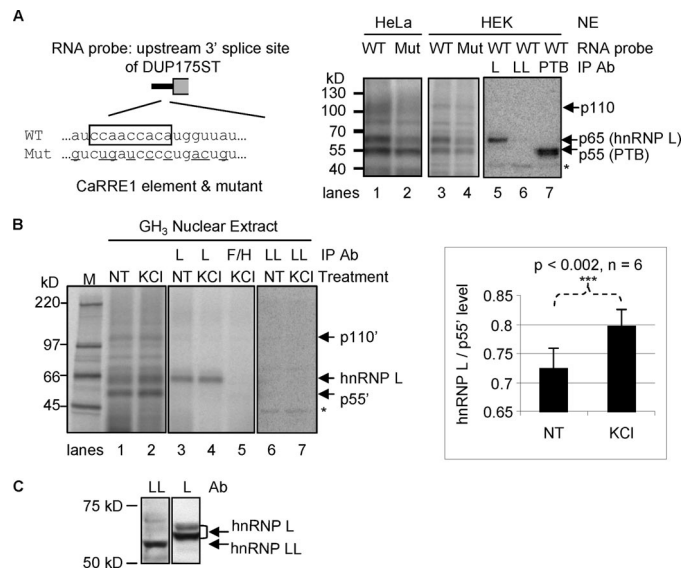 A
RNA probe: upstream 3' splice site
of DUP175ST
WT …auccaaccacaugguuau…
Mut …gucugauccccugacugu…
CaRRE1 element & mutant
HeLa HEK NE
WT Mut WT Mut WT WT WT RNA probe
L LL PTB IP Ab
kD
130
100
70
55
40
p110
p65 (hnRNP L)
p55 (PTB)
*
lanes 1 2 3 4 5 6 7
B
GH3 Nuclear Extract
L L F/H LL LL IP Ab
kD M NT KCl NT KCl KCl NT KCl Treatment
220
97
66
45
p110'
hnRNP L
p55'
*
lanes 1 2 3 4 5 6 7
p < 0.002, n = 6
***
hnRNP L / p55' level
0.85
0.8
0.75
0.7
0.65
NT KCl
C
LL L Ab
75 kD
hnRNP L
hnRNP LL
50 kD